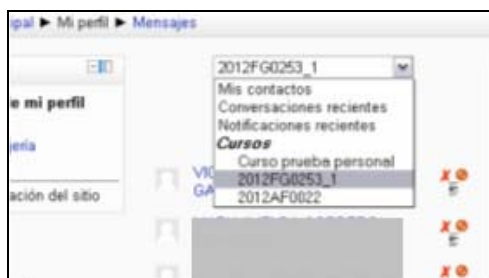 ipal ► Mi perfil ► Mensajes
2012FG0253_1
Mis contactos
Conversaciones recientes
Notificaciones recientes
Cursos
Curso prueba personal
2012FG0253_1
2012AF0022
e mi perfil
ería
ación del sitio
VI
GA